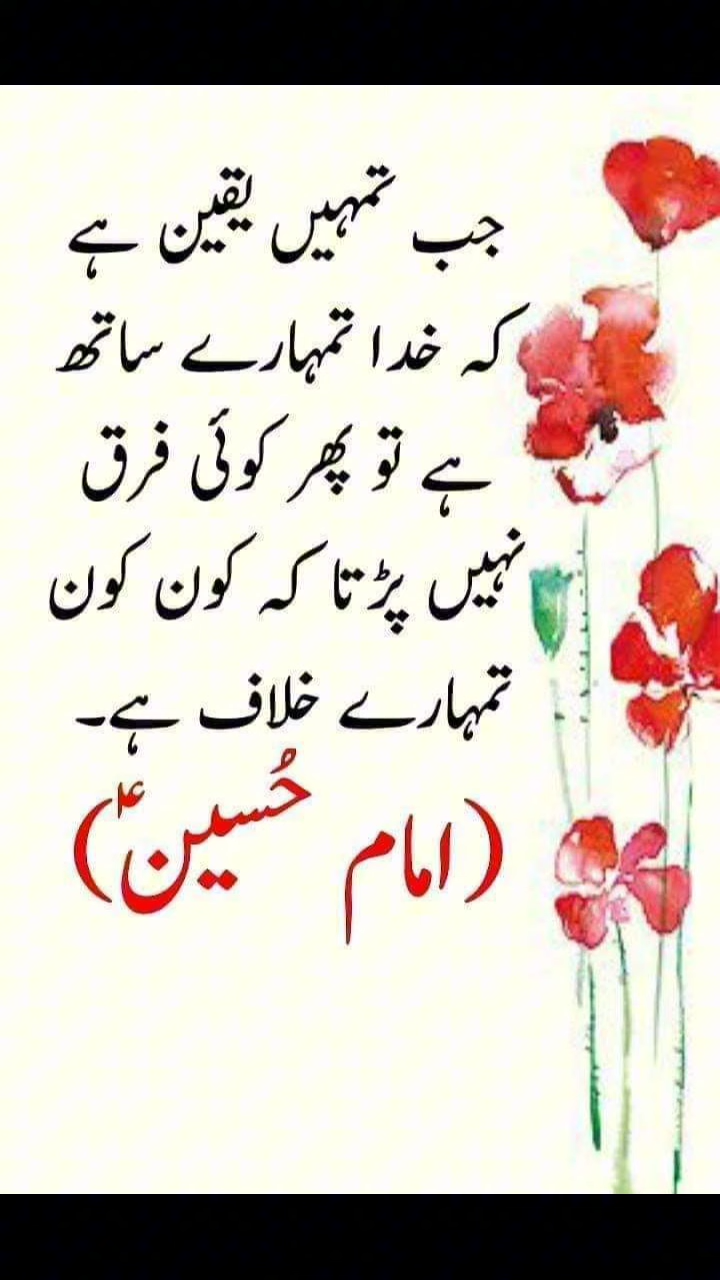 جب تمہیں یقین ہے
کہ خدا تمہارے ساتھ
ہے تو پھر کوئی فرق
نہیں پڑتا کہ کون کون
تمہارے خلاف ہے۔
(امام حُسینؑ)